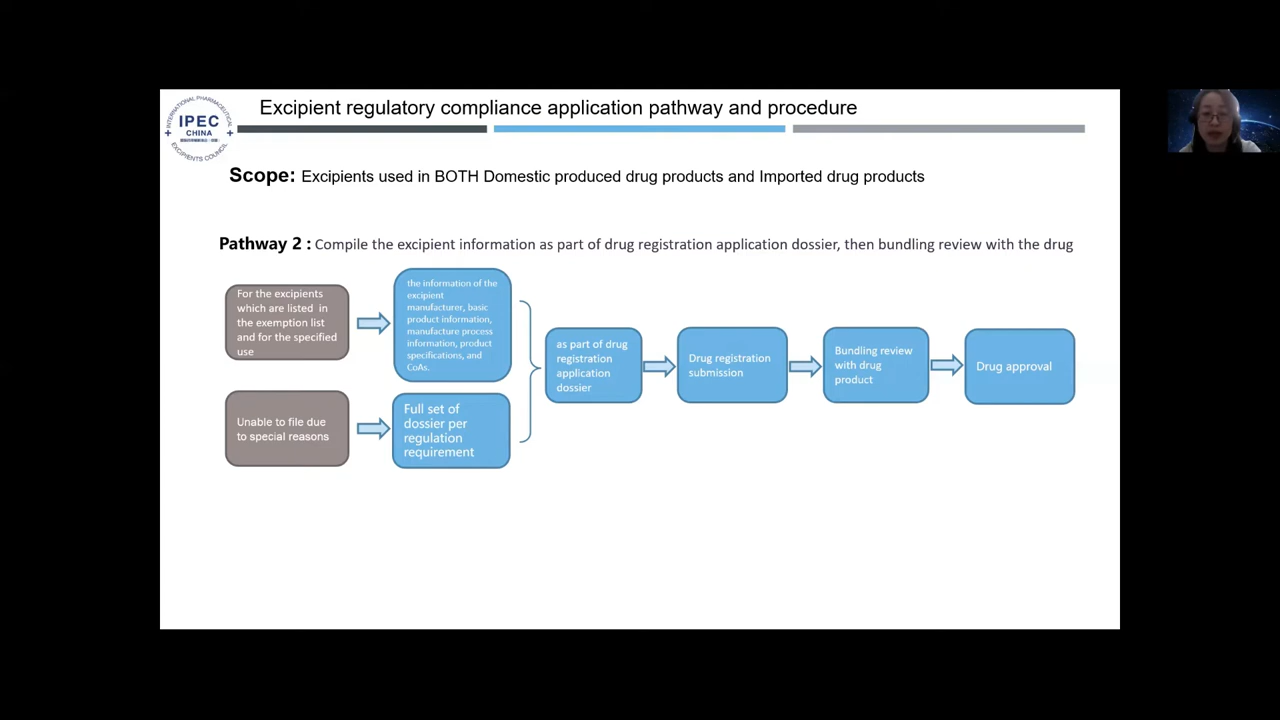 Excipient regulatory compliance application pathway and procedure
INTERNATIONAL PHARMACEUTICAL
IPEC
CHINA
EXCIPIENTS COUNCIL
Scope: Excipients used in BOTH Domestic produced drug products and Imported drug products
Pathway 2 : Compile the excipient information as part of drug registration application dossier, then bundling review with the drug
For the excipients
which are listed in
the exemption list
and for the specified
use
the information of the
excipient
manufacturer, basic
product information,
manufacture process
information, product
specifications, and
CoAs.
Unable to file due
to special reasons
Full set of
dossier per
regulation
requirement
as part of drug
registration
application
dossier
Drug registration
submission
Bundling review
with drug
product
Drug approval